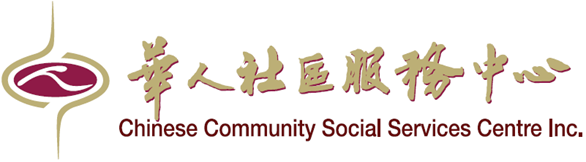 華人社區服務中心
Chinese Community Social Services Centre Inc.